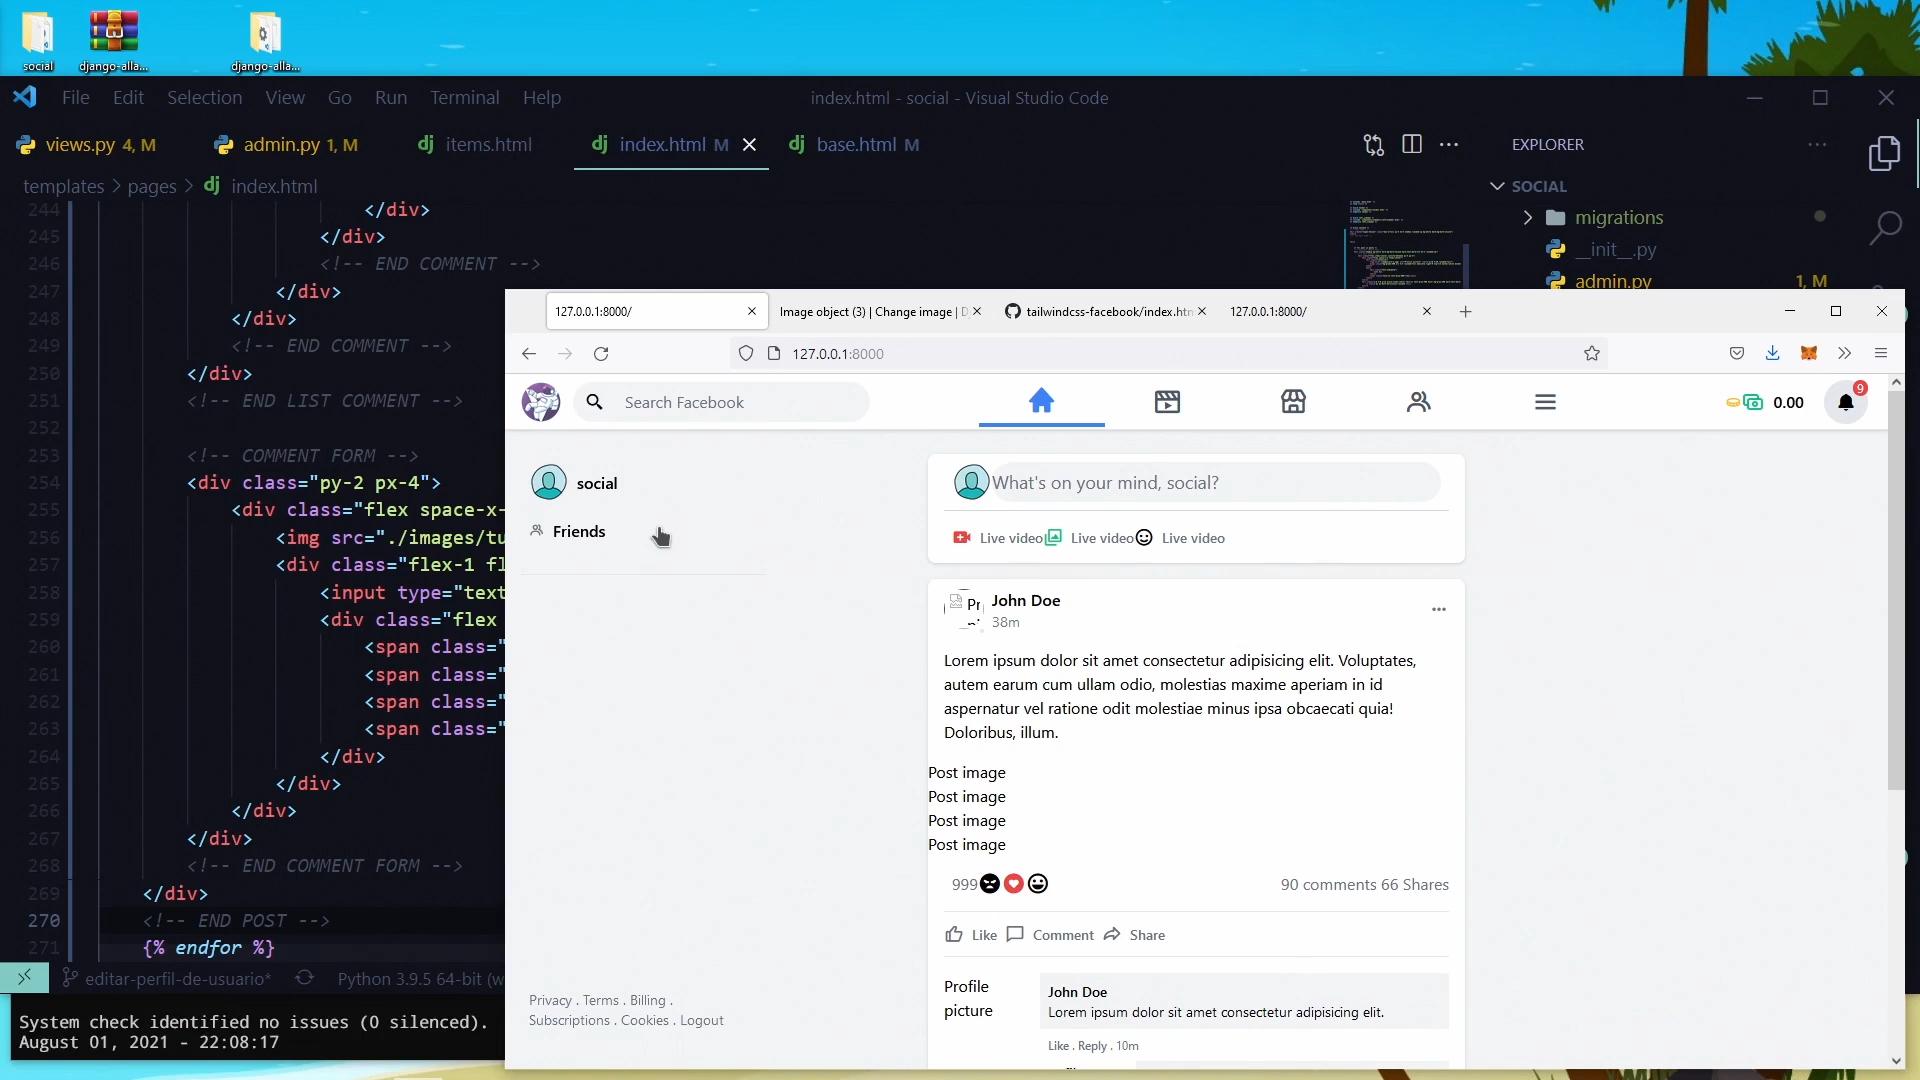 social
django-alla...
django-alla...
File Edit Selection View Go Run Terminal Help
index.html - social - Visual Studio Code
views.py 4, M
admin.py 1, M
items.html
index.html M
base.html M
EXPLORER
templates > pages > index.html
SOCIAL
migrations
__init__.py
admin.py 1, M
244 </div>
245 </div>
246 <!-- END COMMENT -->
247 </div>
248 </div>
249 <!-- END COMMENT -->
250 </div>
251 <!-- END LIST COMMENT -->
252
253 <!-- COMMENT FORM -->
254 <div class="py-2 px-4">
255 <div class="flex space-x-
256 <img src="./images/tu
257 <div class="flex-1 fl
258 <input type="text
259 <div class="flex
260 <span class="
261 <span class="
262 <span class="
263 <span class="
264 </div>
265 </div>
266 </div>
267 </div>
268 <!-- END COMMENT FORM -->
269 </div>
270 <!-- END POST -->
271 {% endfor %}
editar-perfil-de-usuario*
Python 3.9.5 64-bit (w
System check identified no issues (0 silenced).
August 01, 2021 - 22:08:17
127.0.0.1:8000/
Image object (3) | Change image | D
tailwindcss-facebook/index.htm
127.0.0.1:8000/
127.0.0.1:8000
Search Facebook
0.00
9
social
Friends
What's on your mind, social?
Live video
Live video
Live video
John Doe
38m
Lorem ipsum dolor sit amet consectetur adipisicing elit. Voluptates,
autem earum cum ullam odio, molestias maxime aperiam in id
aspernatur vel ratione odit molestiae minus ipsa obcaecati quia!
Doloribus, illum.
Post image
Post image
Post image
Post image
999
90 comments 66 Shares
Like
Comment
Share
Profile
picture
John Doe
Lorem ipsum dolor sit amet consectetur adipisicing elit.
Like . Reply . 10m
Privacy . Terms . Billing .
Subscriptions . Cookies . Logout